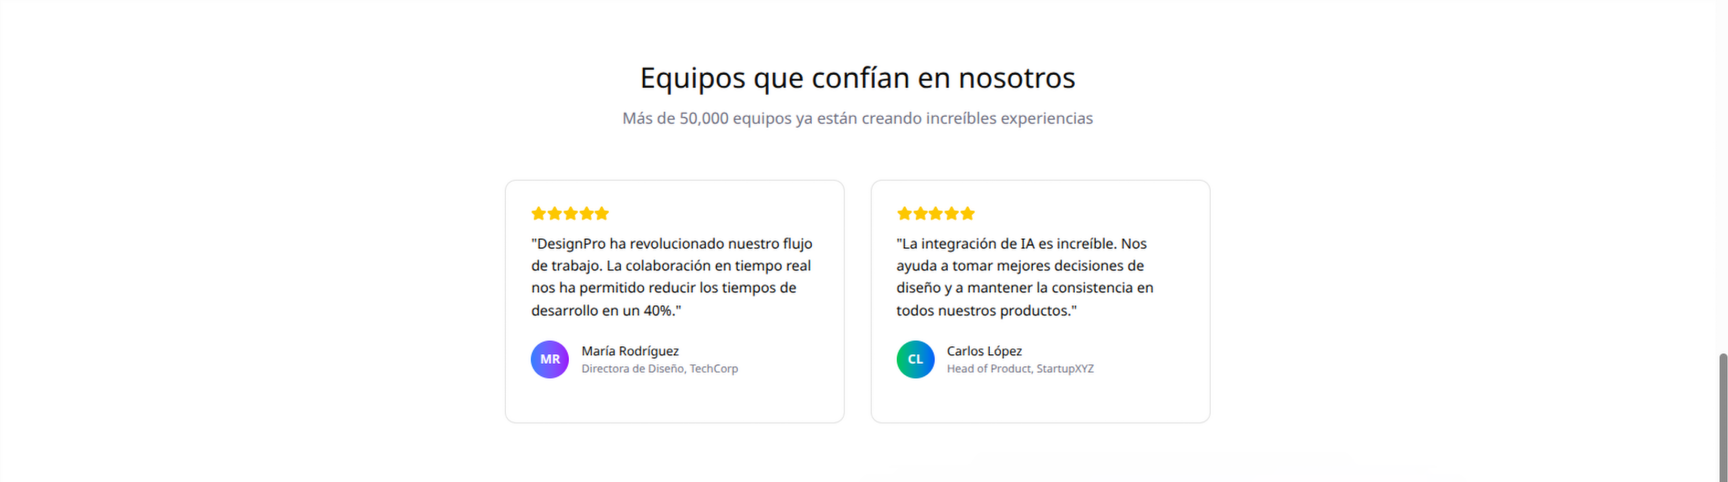 Equipos que confían en nosotros
Más de 50,000 equipos ya están creando increíbles experiencias
"DesignPro ha revolucionado nuestro flujo
de trabajo. La colaboración en tiempo real
nos ha permitido reducir los tiempos de
desarrollo en un 40%."
MR
María Rodríguez
Directora de Diseño, TechCorp
"La integración de IA es increíble. Nos
ayuda a tomar mejores decisiones de
diseño y a mantener la consistencia en
todos nuestros productos."
CL
Carlos López
Head of Product, StartupXYZ